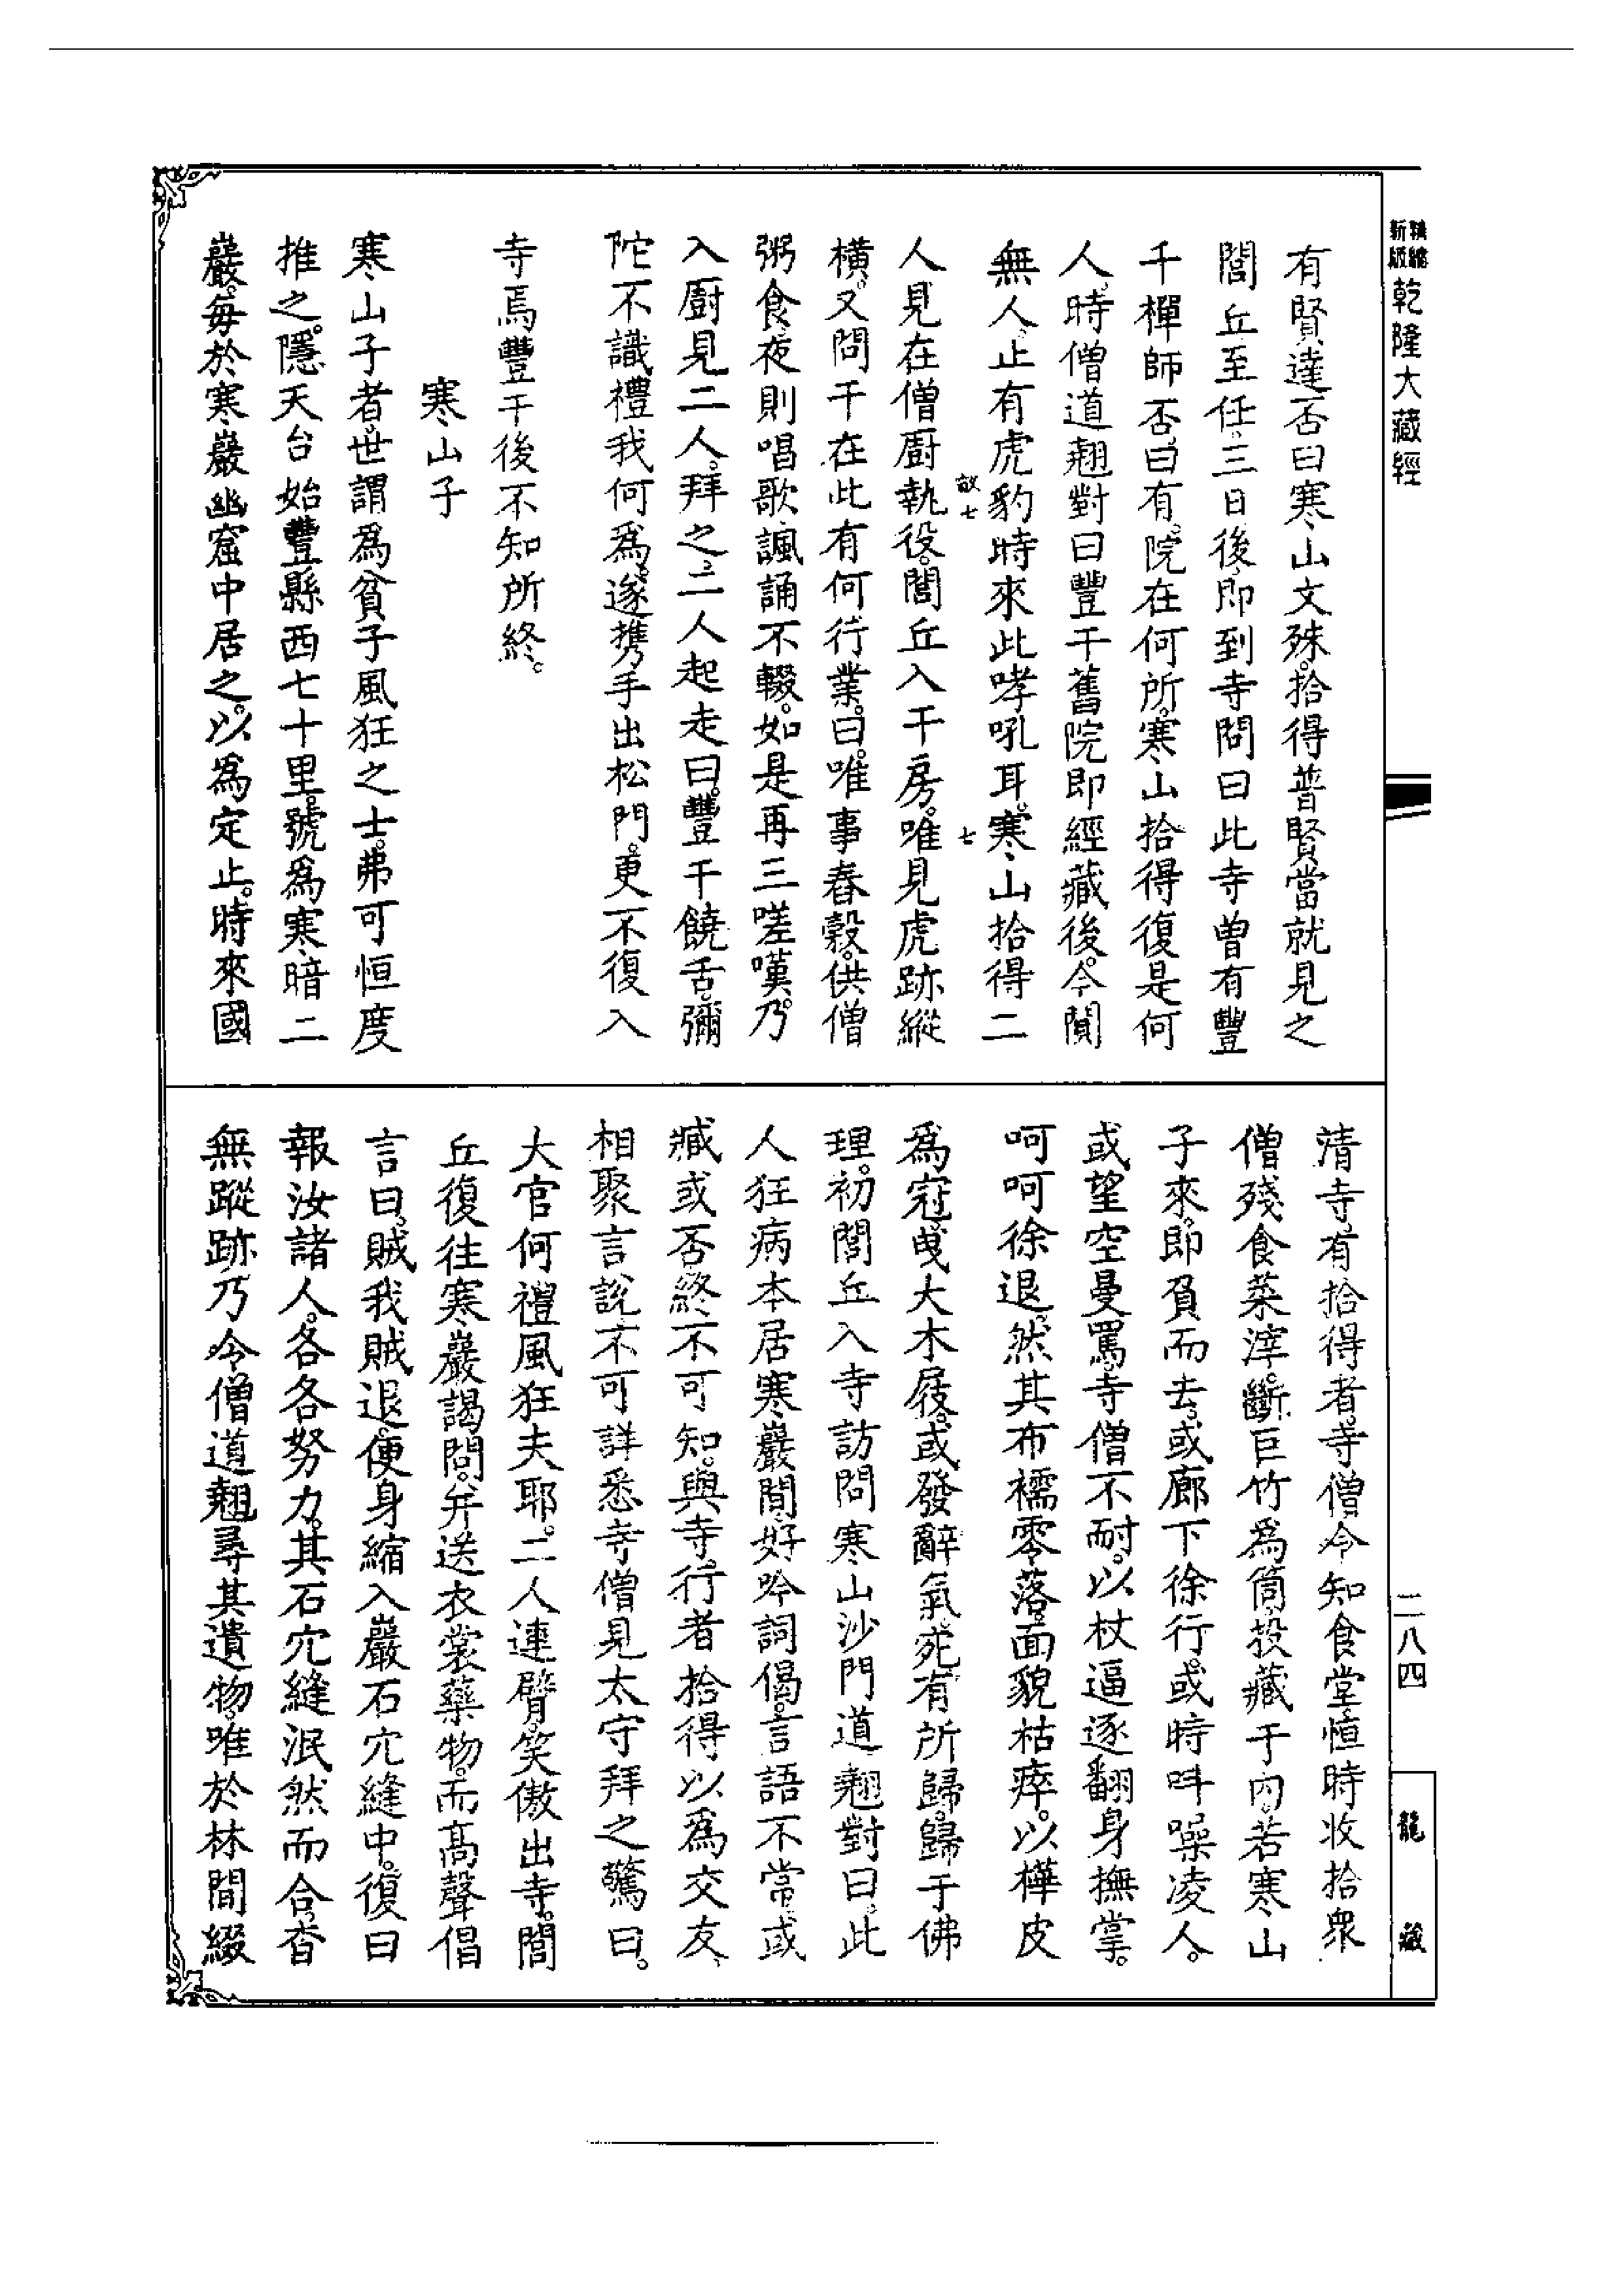 精縮新版乾隆大藏經
有賢達否曰寒山文殊。拾得普賢當就見之
閭丘至任。三日後即到寺問曰此寺曾有豐
干禪師否。曰有。院在何所。寒山拾得復是何
人。時僧道翹對曰豐干舊院即經藏後。今閴
無人。止有虎豹時來此哮吼耳。寒山拾得二
人見在僧廚執役。閭丘入干房。唯見虎跡縱
橫。又問干在此有何行業。曰。唯事舂穀。供僧
粥食。夜則唱歌諷誦不輟。如是再三嗟嘆。乃
入廚見二人。拜之。二人起走曰。豐干饒舌。彌
陀不識禮我何爲。遂携手出松門。更不復入
寺焉豐干後不知所終。
寒山子
寒山子者。世謂爲貧子風狂之士。弗可恒度
推之。隱天台始豐縣西七十里。號爲寒暗二
巖。每於寒巖幽窟中居之。以爲定止。時來國
清寺。有拾得者。寺僧令知食堂。恒時收拾衆
僧殘食菜滓。斷巨竹爲筒。投藏于內。若寒山
子來。即負而去。或廊下徐行。或時叫噪凌人。
或望空曼罵。寺僧不耐。以杖逼逐翻身撫掌。
呵呵徐退。然其布襦零落。面貌枯瘁。以樺皮
爲冠。曳大木屐。或發辭氣。宛有所歸。歸于佛
理。初閭丘入寺訪問寒山沙門道翹對曰。此
人狂病本居寒巖間。好吟詞偈。言語不常。或
臧或否。終不可知。與寺。行者拾得以爲交友。
相聚言說。不可詳悉寺僧見太守拜之驚曰。
大官何禮風狂夫耶。二人連臂。笑傲出寺。閭
丘復往寒巖謁問。并送衣裳藥物。而高聲倡
言曰。賊我賊退。便身縮入巖石穴縫中。復曰
報汝諸人。各各努力。其石穴縫泯然而合。杳
無蹤跡乃令僧道翹尋其遺物。唯於林間綴
二八四
龍藏